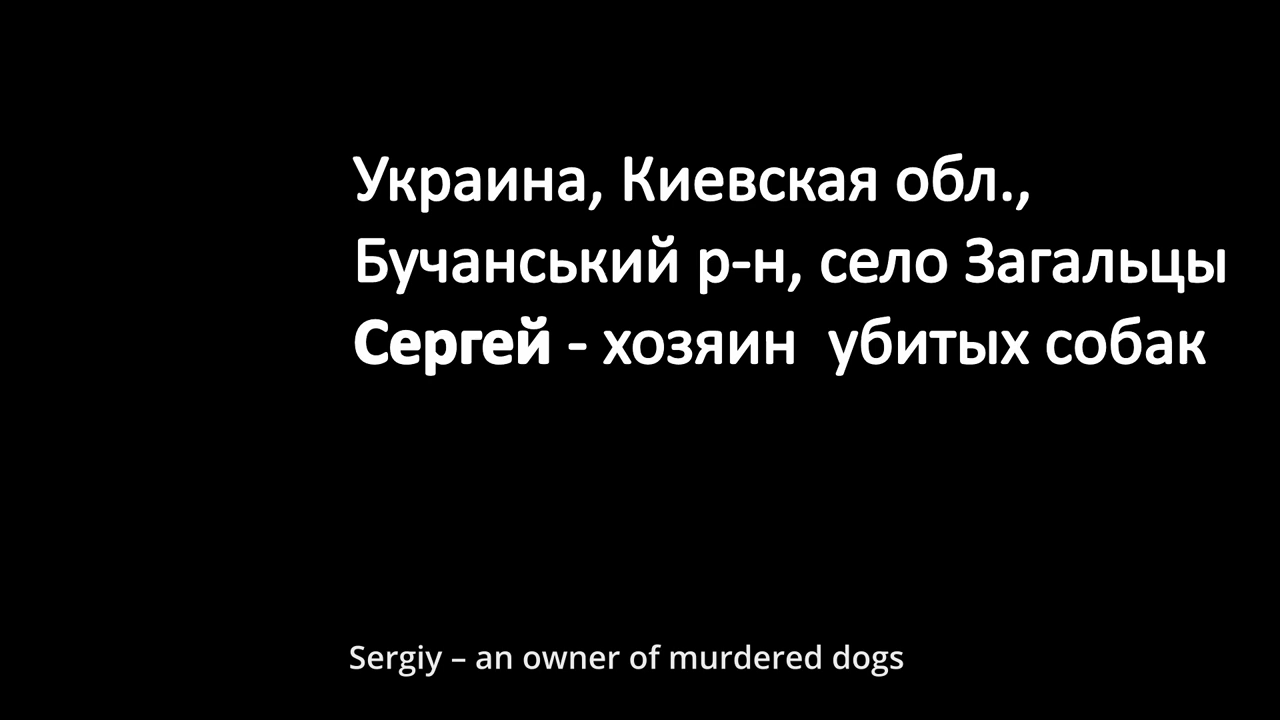 Украина, Киевская обл.,
Бучанський р-н, село Загальцы
Сергей - хозяин  убитых собак
Sergiy – an owner of murdered dogs